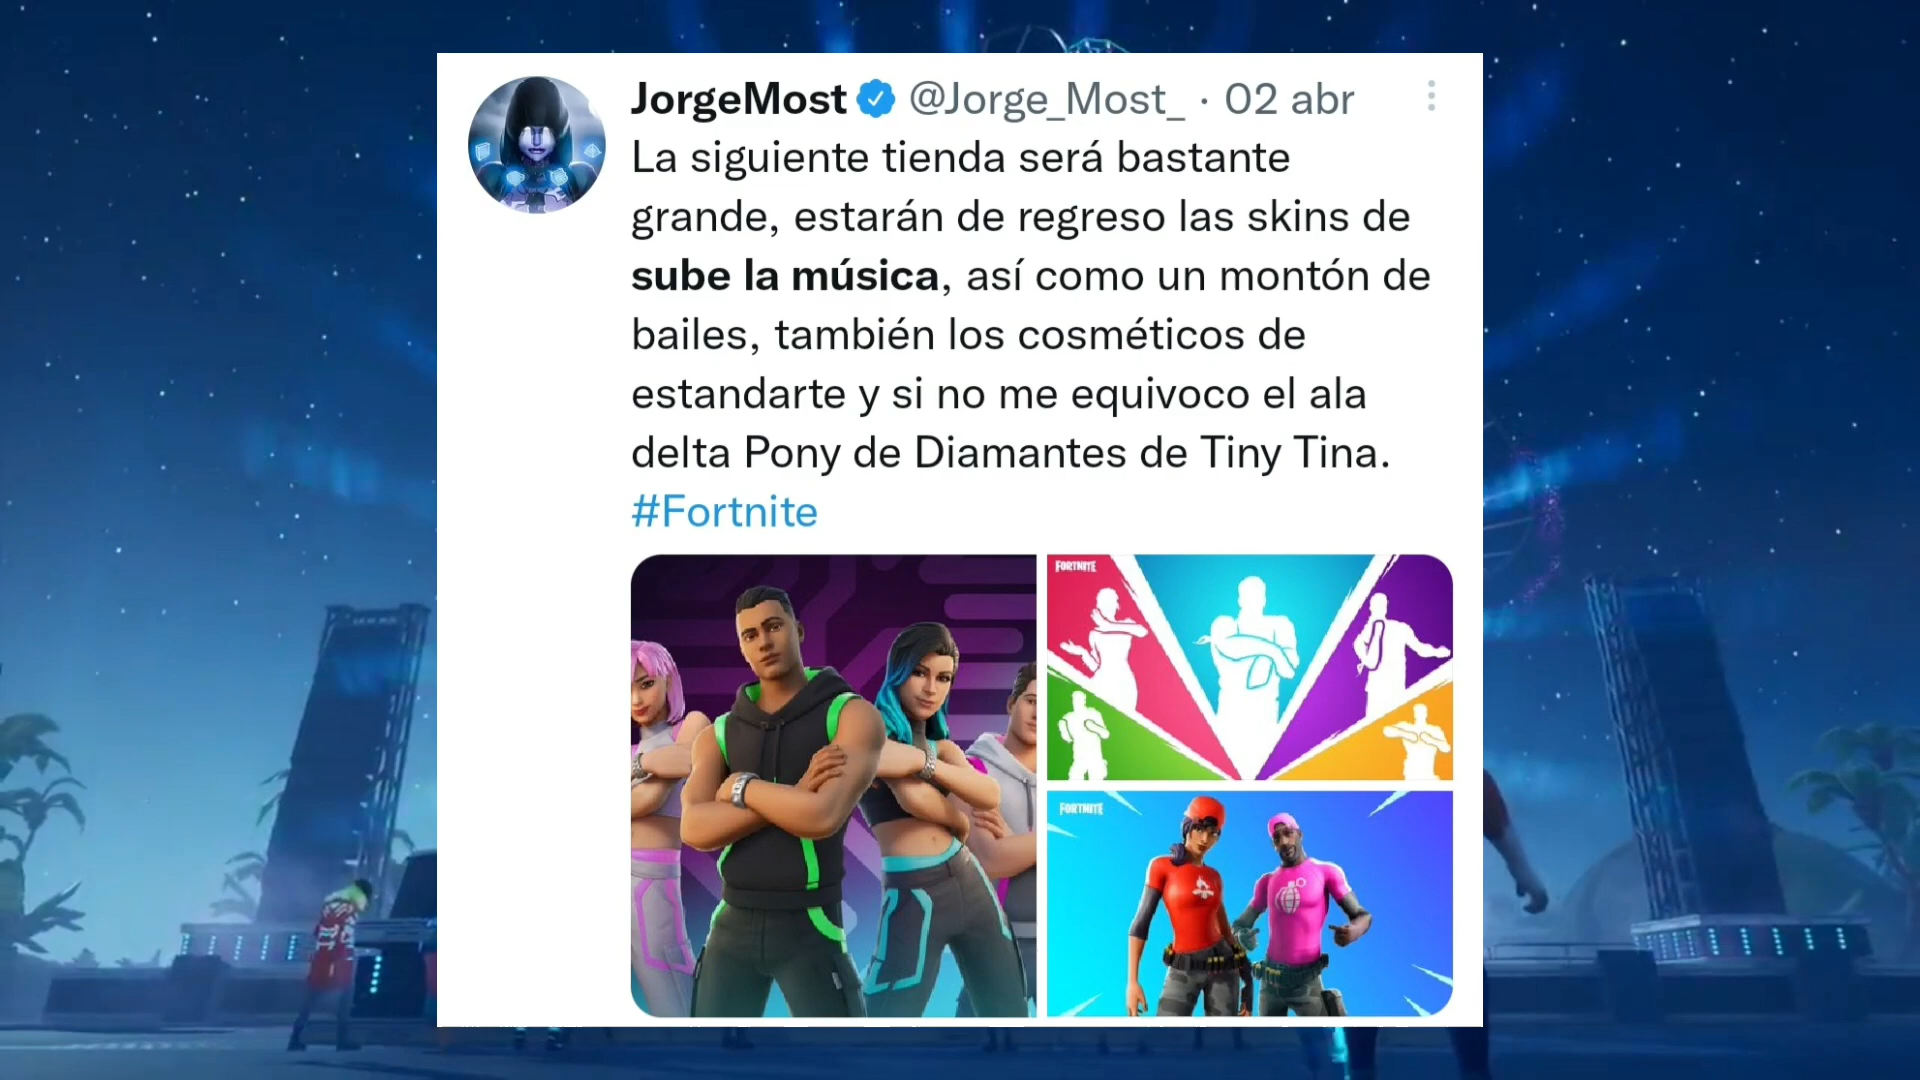 JorgeMost @Jorge_Most_ · 02 abr
La siguiente tienda será bastante
grande, estarán de regreso las skins de
sube la música, así como un montón de
bailes, también los cosméticos de
estandarte y si no me equivoco el ala
delta Pony de Diamantes de Tiny Tina.
#Fortnite
FORTNITE
FORTNITE